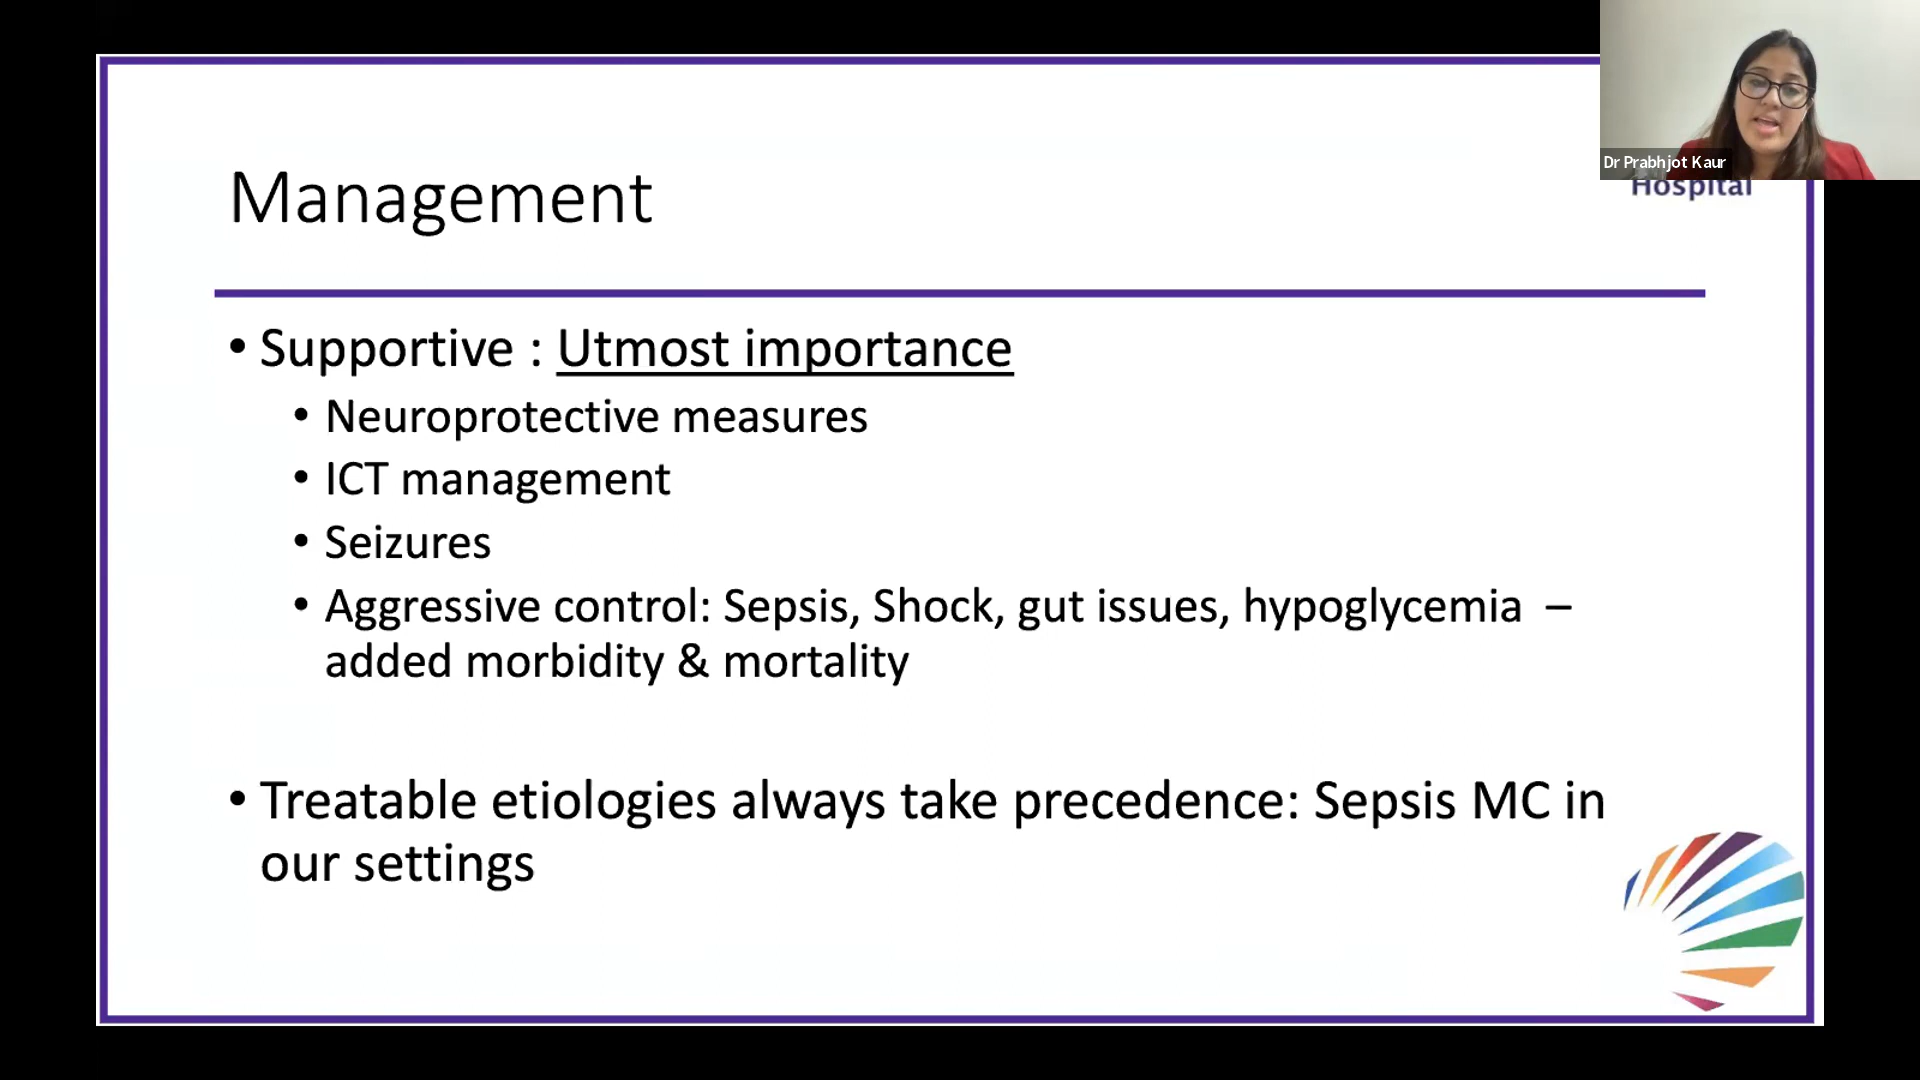 Dr Prabhjot Kaur
Hospital
Management
• Supportive : Utmost importance
• Neuroprotective measures
• ICT management
• Seizures
• Aggressive control: Sepsis, Shock, gut issues, hypoglycemia –
added morbidity & mortality
• Treatable etiologies always take precedence: Sepsis MC in
our settings